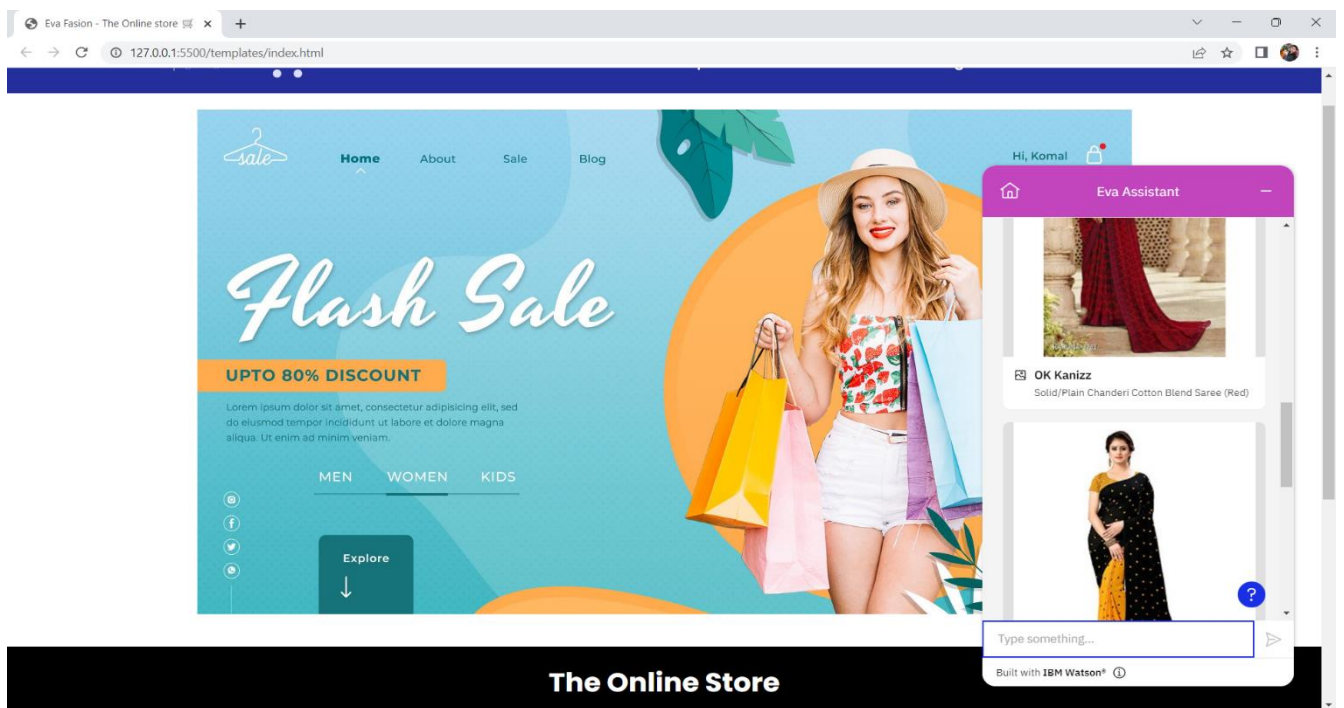 Eva Fasion - The Online store
127.0.0.1:5500/templates/index.html
sale
Home About Sale Blog
Hi, Komal
Flash Sale
UPTO 80% DISCOUNT
Lorem ipsum dolor sit amet, consectetur adipisicing elit, sed
do eiusmod tempor incididunt ut labore et dolore magna
aliqua. Ut enim ad minim veniam.
MEN WOMEN KIDS
Explore
Eva Assistant
OK Kanizz
Solid/Plain Chanderi Cotton Blend Saree (Red)
?
Type something...
Built with IBM Watson®
The Online Store